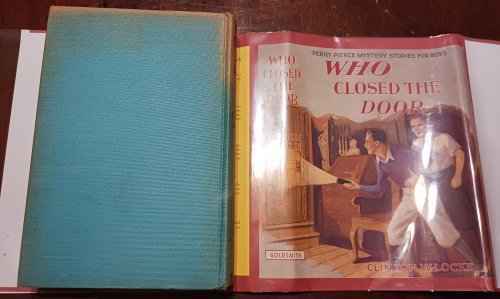 PERRY PIERCE MYSTERY STORIES FOR BOYS
WHO
CLOSED THE
DOOR
CLINTON W. LOCKE
WHO
CLOSED
THE
DOOR
GOLDSMITH